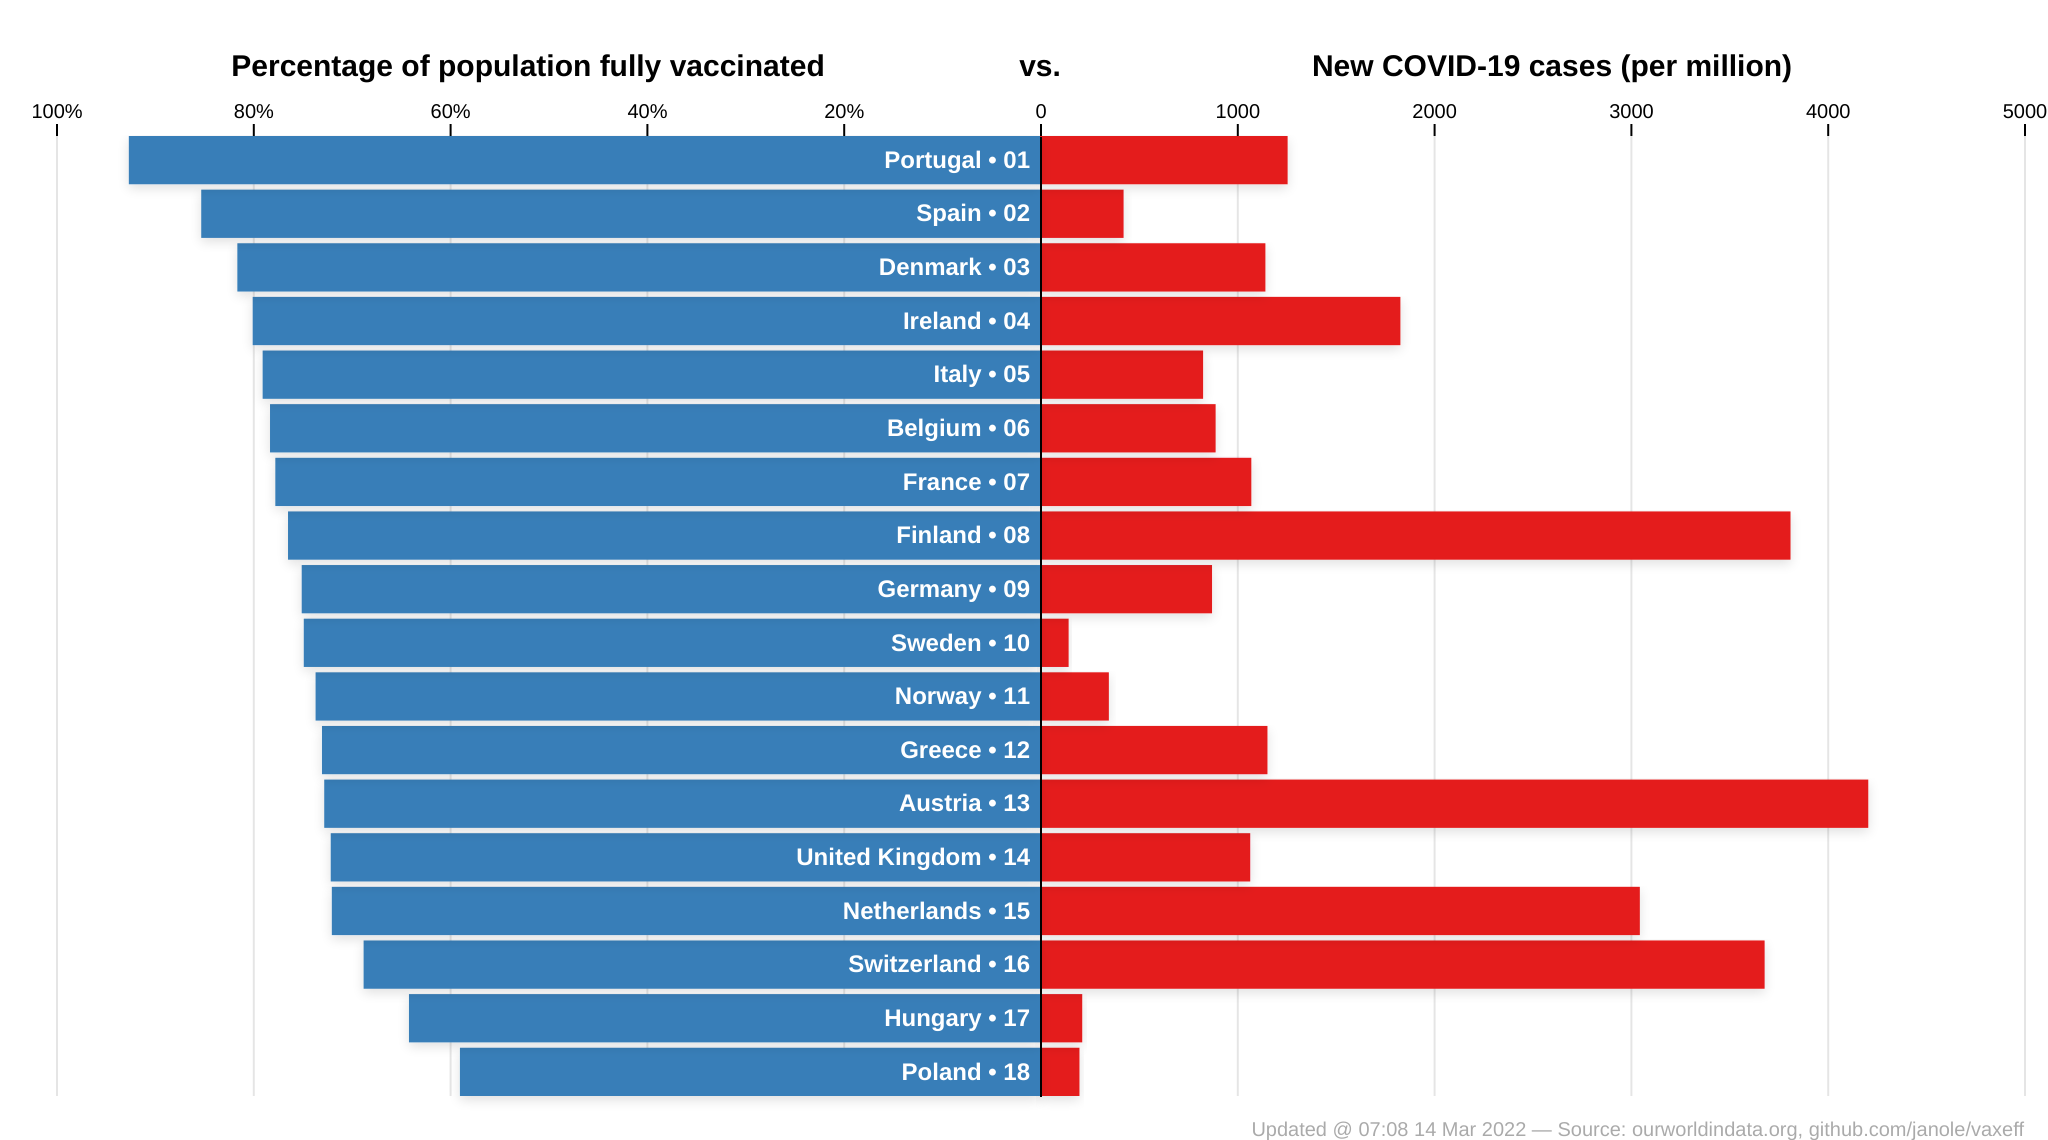 Percentage of population fully vaccinated vs. New COVID-19 cases (per million)
100% 80% 60% 40% 20% 0 1000 2000 3000 4000 5000
Portugal • 01
Spain • 02
Denmark • 03
Ireland • 04
Italy • 05
Belgium • 06
France • 07
Finland • 08
Germany • 09
Sweden • 10
Norway • 11
Greece • 12
Austria • 13
United Kingdom • 14
Netherlands • 15
Switzerland • 16
Hungary • 17
Poland • 18
Updated @ 07:08 14 Mar 2022 — Source: ourworldindata.org, github.com/janole/vaxeff